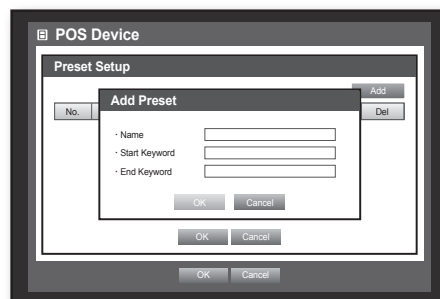 POS Device
Preset Setup
Add
No.
Del
Add Preset
· Name
· Start Keyword
· End Keyword
OK Cancel
OK Cancel
OK Cancel